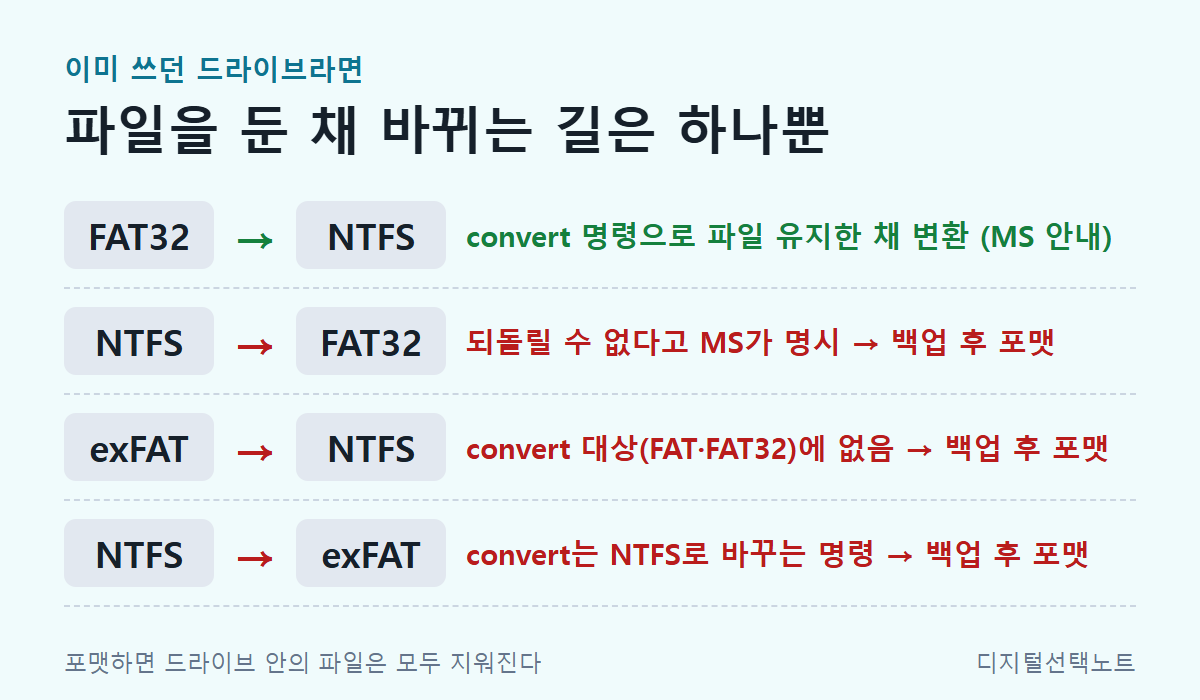 이미 쓰던 드라이브라면
파일을 둔 채 바뀌는 길은 하나뿐
FAT32 → NTFS convert 명령으로 파일 유지한 채 변환 (MS 안내)
NTFS → FAT32 되돌릴 수 없다고 MS가 명시 → 백업 후 포맷
exFAT → NTFS convert 대상(FAT·FAT32)에 없음 → 백업 후 포맷
NTFS → exFAT convert는 NTFS로 바꾸는 명령 → 백업 후 포맷
포맷하면 드라이브 안의 파일은 모두 지워진다
디지털선택노트